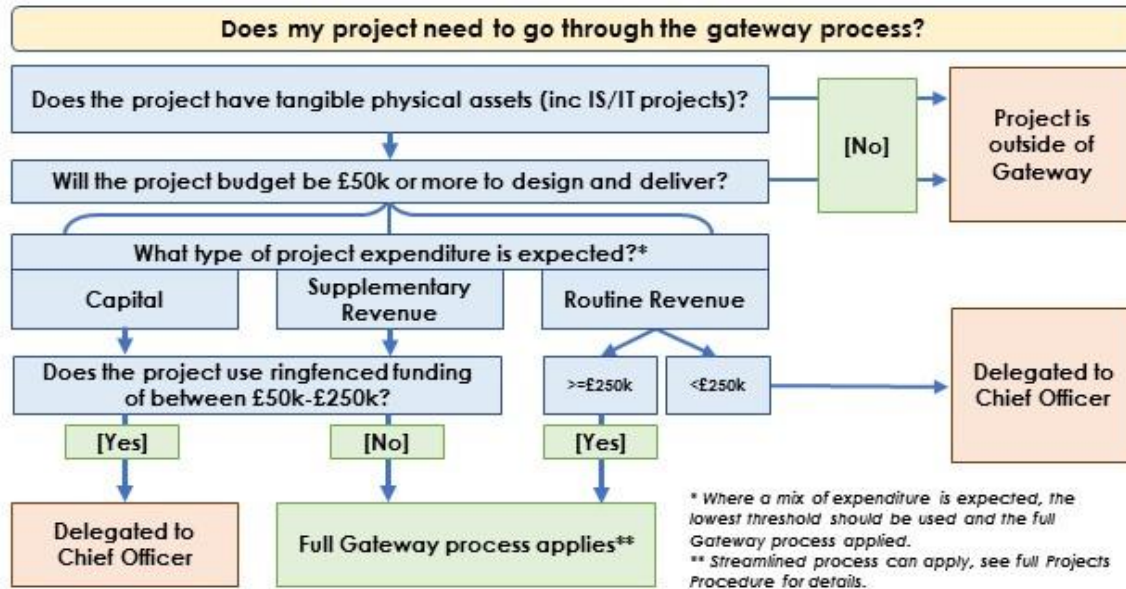 Does my project need to go through the gateway process?
Does the project have tangible physical assets (inc IS/IT projects)?
[No]
Project is
outside of
Gateway
Will the project budget be £50k or more to design and deliver?
What type of project expenditure is expected?*
Capital
Supplementary
Revenue
Routine Revenue
Does the project use ringfenced funding
of between £50k-£250k?
>=£250k
<£250k
Delegated to
Chief Officer
[Yes]
[No]
[Yes]
Delegated to
Chief Officer
Full Gateway process applies**
* Where a mix of expenditure is expected, the
lowest threshold should be used and the full
Gateway process applied.
** Streamlined process can apply, see full Projects
Procedure for details.